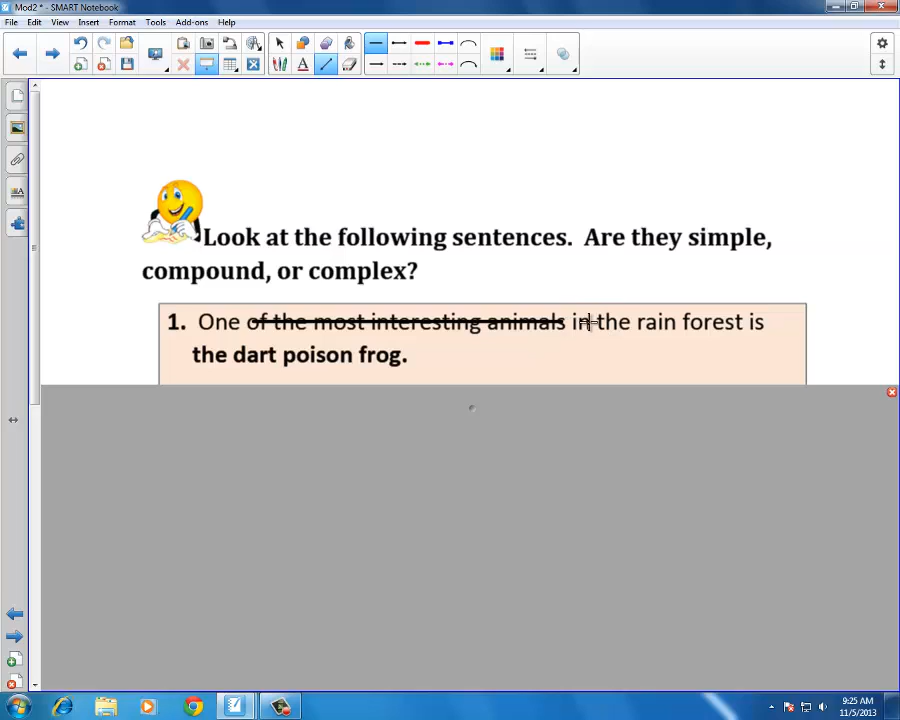 Mod2 * - SMART Notebook
File Edit View Insert Format Tools Add-ons Help
Look at the following sentences. Are they simple,
compound, or complex?
1. One of the most interesting animals in the rain forest is
the dart poison frog.
9:25 AM
11/5/2013